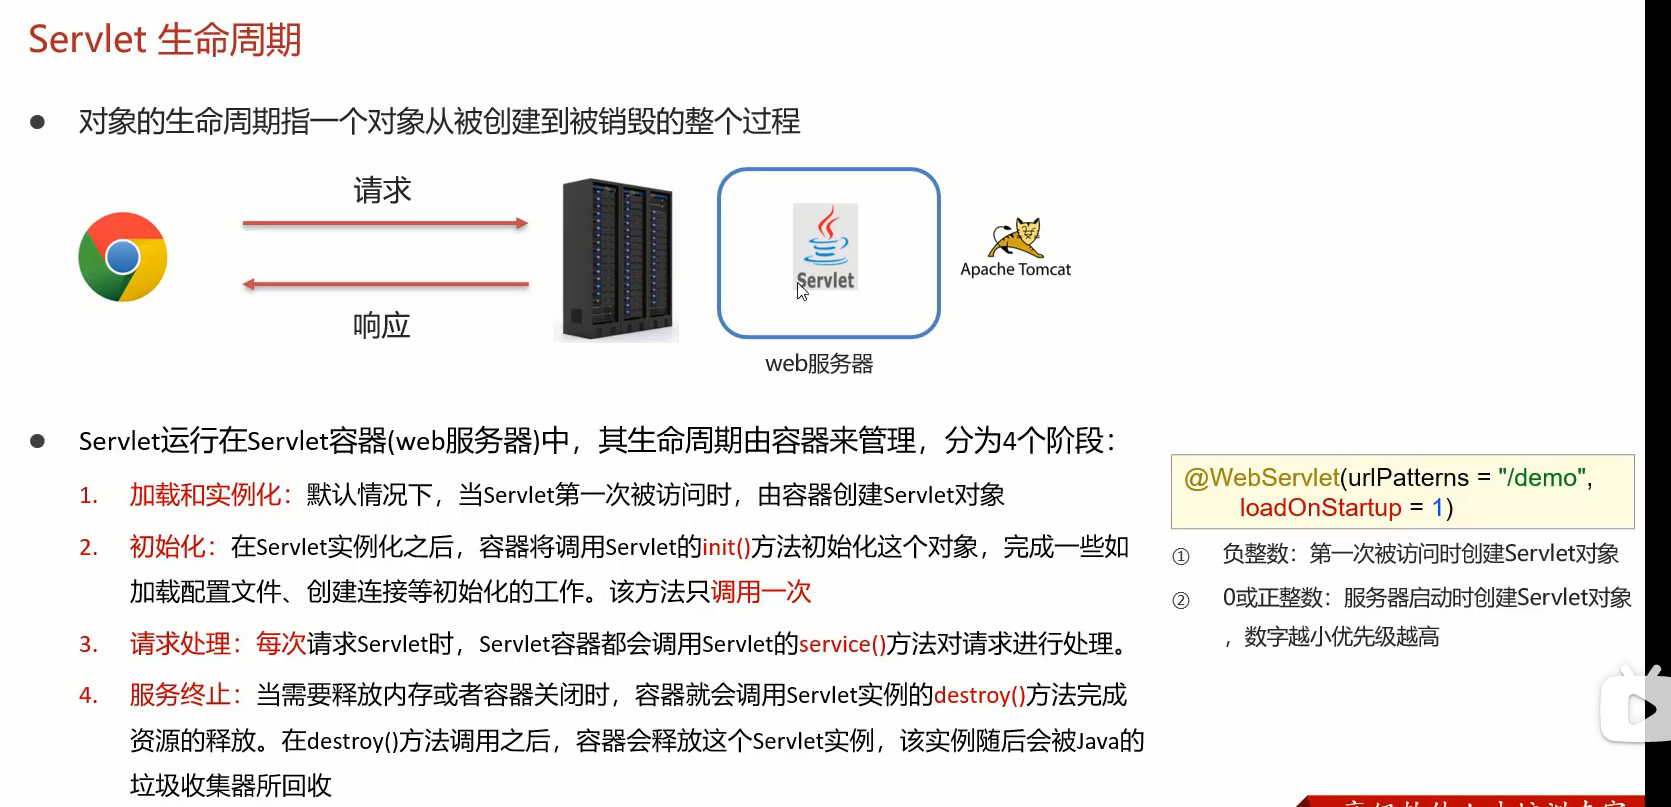 Servlet 生命周期
● 对象的生命周期指一个对象从被创建到被销毁的整个过程
请求
响应
Servlet
Apache Tomcat
web服务器
● Servlet运行在Servlet容器(web服务器)中，其生命周期由容器来管理，分为4个阶段：
1. 加载和实例化：默认情况下，当Servlet第一次被访问时，由容器创建Servlet对象
2. 初始化：在Servlet实例化之后，容器将调用Servlet的init()方法初始化这个对象，完成一些如
加载配置文件、创建连接等初始化的工作。该方法只调用一次
3. 请求处理：每次请求Servlet时，Servlet容器都会调用Servlet的service()方法对请求进行处理。
4. 服务终止：当需要释放内存或者容器关闭时，容器就会调用Servlet实例的destroy()方法完成
资源的释放。在destroy()方法调用之后，容器会释放这个Servlet实例，该实例随后会被Java的
垃圾收集器所回收
@WebServlet(urlPatterns = "/demo",
loadOnStartup = 1)
① 负整数：第一次被访问时创建Servlet对象
② 0或正整数：服务器启动时创建Servlet对象
，数字越小优先级越高